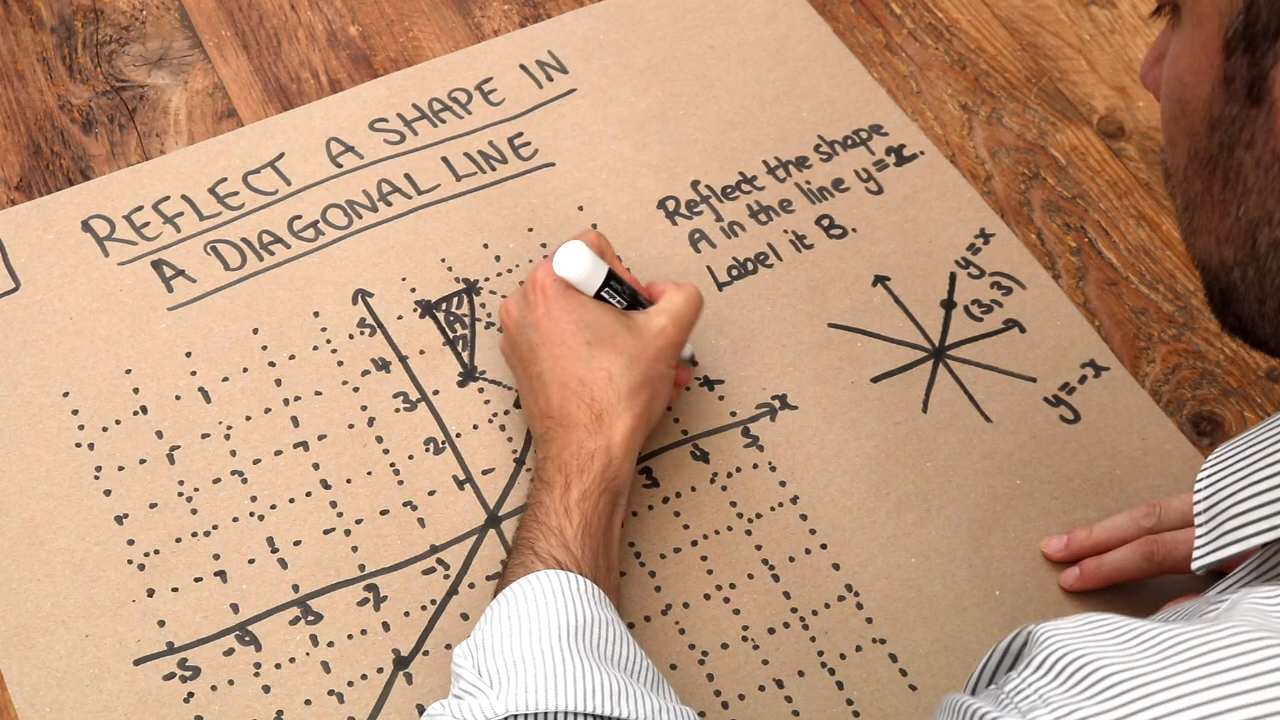 REFLECT A SHAPE IN
A DIAGONAL LINE
Reflect the shape
A in the line y=x.
Label it B.
y=x
(3,3)
y=-x
x
5
4
3
2
1
A
3
4
5
-1
-2
-3
-4
-5